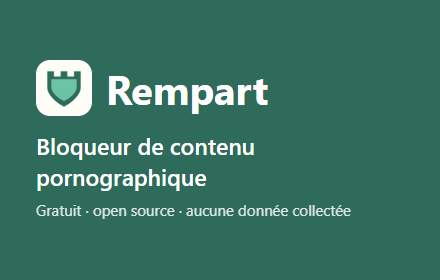 Rempart
Bloqueur de contenu
pornographique
Gratuit · open source · aucune donnée collectée